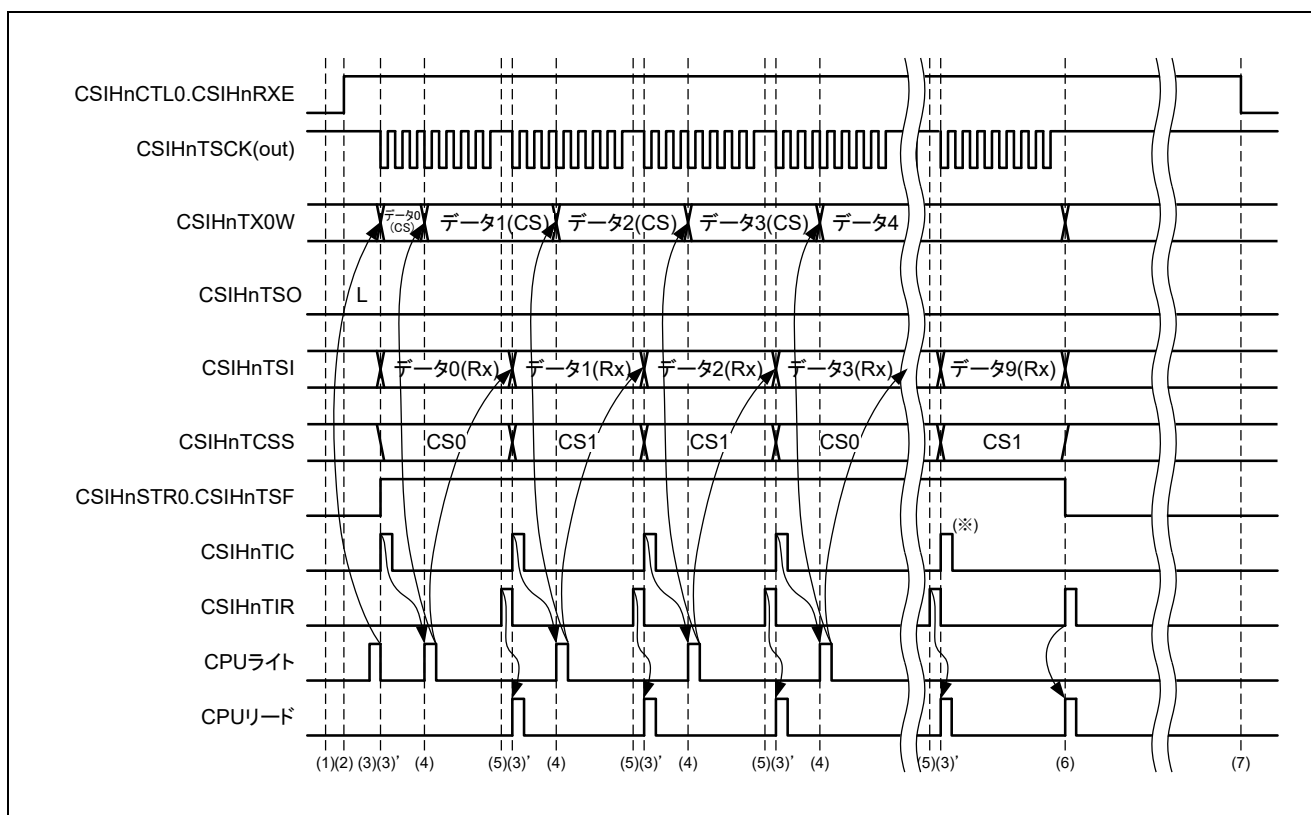 CSIHnCTL0.CSIHnRXE
CSIHnTSCK(out)
CSIHnTX0W
データ0
(CS)
データ1(CS)
データ2(CS)
データ3(CS)
データ4
CSIHnTSO
L
CSIHnTSI
データ0(Rx)
データ1(Rx)
データ2(Rx)
データ3(Rx)
データ9(Rx)
CSIHnTCSS
CS0
CS1
CS1
CS0
CS1
CSIHnSTR0.CSIHnTSF
CSIHnTIC
(※)
CSIHnTIR
CPUライト
CPUリード
(1)(2) (3)(3)' (4) (5)(3)' (4) (5)(3)' (4) (5)(3)' (4) (5)(3)' (6) (7)